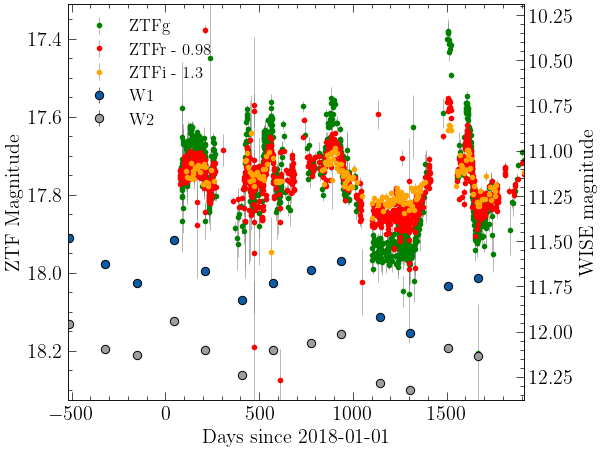 ZTFg
ZTFr - 0.98
ZTFi - 1.3
W1
W2
17.4
17.6
17.8
18.0
18.2
ZTF Magnitude
10.25
10.50
10.75
11.00
11.25
11.50
11.75
12.00
12.25
WISE magnitude
−500 0 500 1000 1500
Days since 2018-01-01